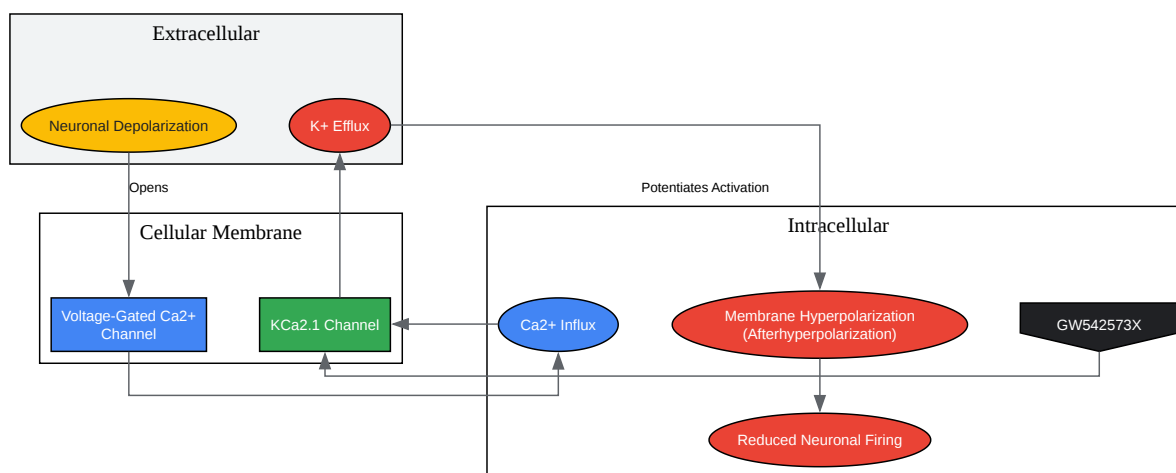 Extracellular
Neuronal Depolarization
K+ Efflux
Opens
Potentiates Activation
Cellular Membrane
Intracellular
Voltage-Gated Ca2+
Channel
KCa2.1 Channel
Ca2+ Influx
Membrane Hyperpolarization
(Afterhyperpolarization)
GW542573X
Reduced Neuronal Firing